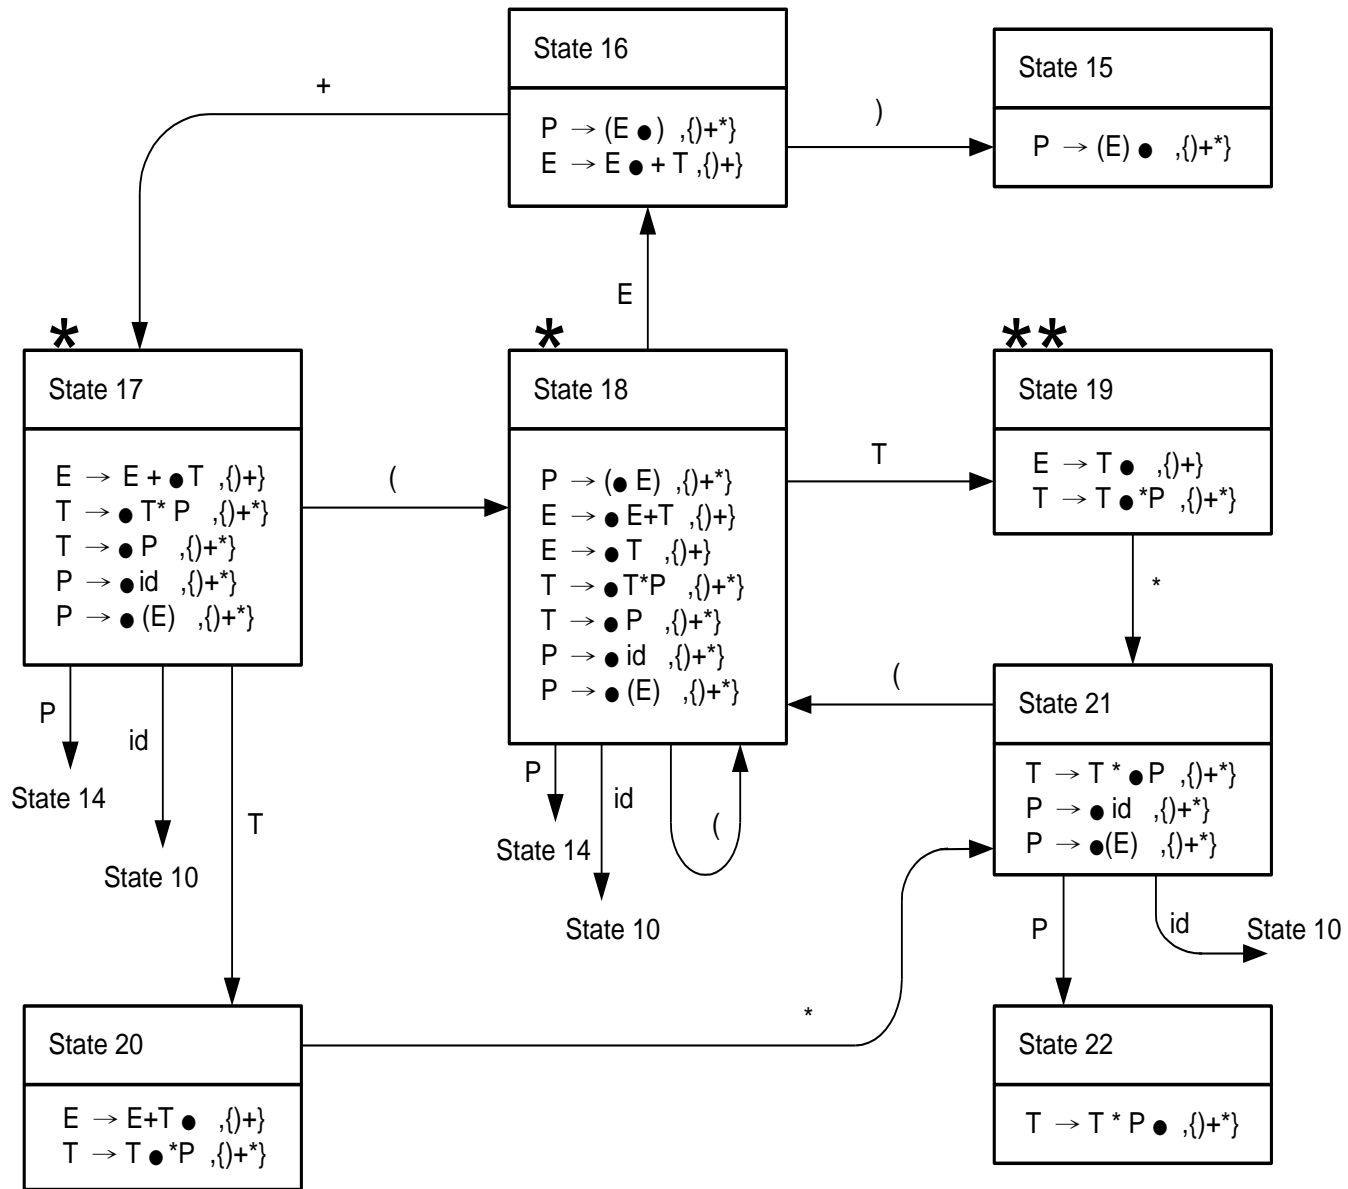 State 16
P → (E ●) ,{)+*}
E → E ● + T ,{)+}
State 15
P → (E) ● ,{)+*}
+
)
E
*
State 17
E → E + ● T ,{)+}
T → ● T* P ,{)+*}
T → ● P ,{)+*}
P → ● id ,{)+*}
P → ● (E) ,{)+*}
(
*
State 18
P → (● E) ,{)+*}
E → ● E+T ,{)+}
E → ● T ,{)+}
T → ● T*P ,{)+*}
T → ● P ,{)+*}
P → ● id ,{)+*}
P → ● (E) ,{)+*}
T
**
State 19
E → T ● ,{)+}
T → T ● *P ,{)+*}
*
(
State 21
T → T * ● P ,{)+*}
P → ● id ,{)+*}
P → ●(E) ,{)+*}
P
State 14
id
State 10
T
P
State 14
id
State 10
(
P
id
State 10
*
State 20
E → E+T ● ,{)+}
T → T ● *P ,{)+*}
State 22
T → T * P ● ,{)+*}